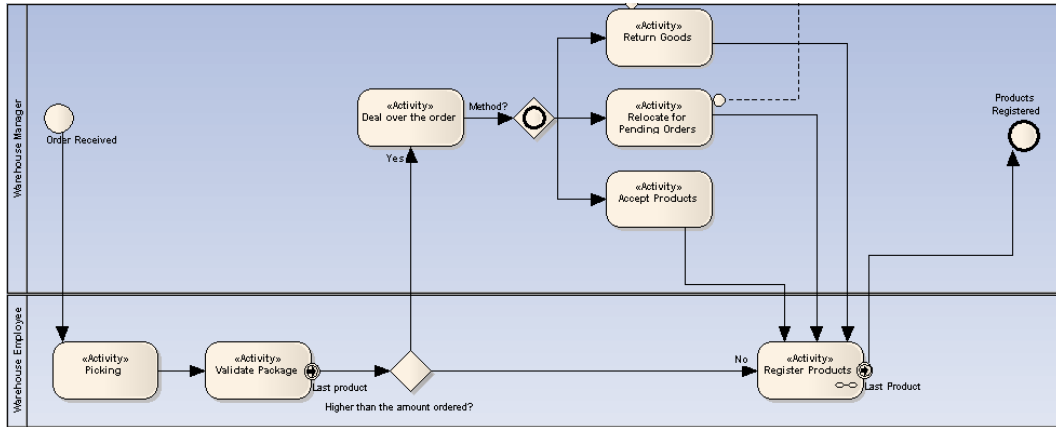 Warehouse Manager
Order Received
«Activity»
Deal over the order
Yes
Method?
«Activity»
Return Goods
«Activity»
Relocate for
Pending Orders
«Activity»
Accept Products
Products
Registered
Warehouse Employee
«Activity»
Picking
«Activity»
Validate Package
Last product
Higher than the amount ordered?
No
«Activity»
Register Products
Last Product